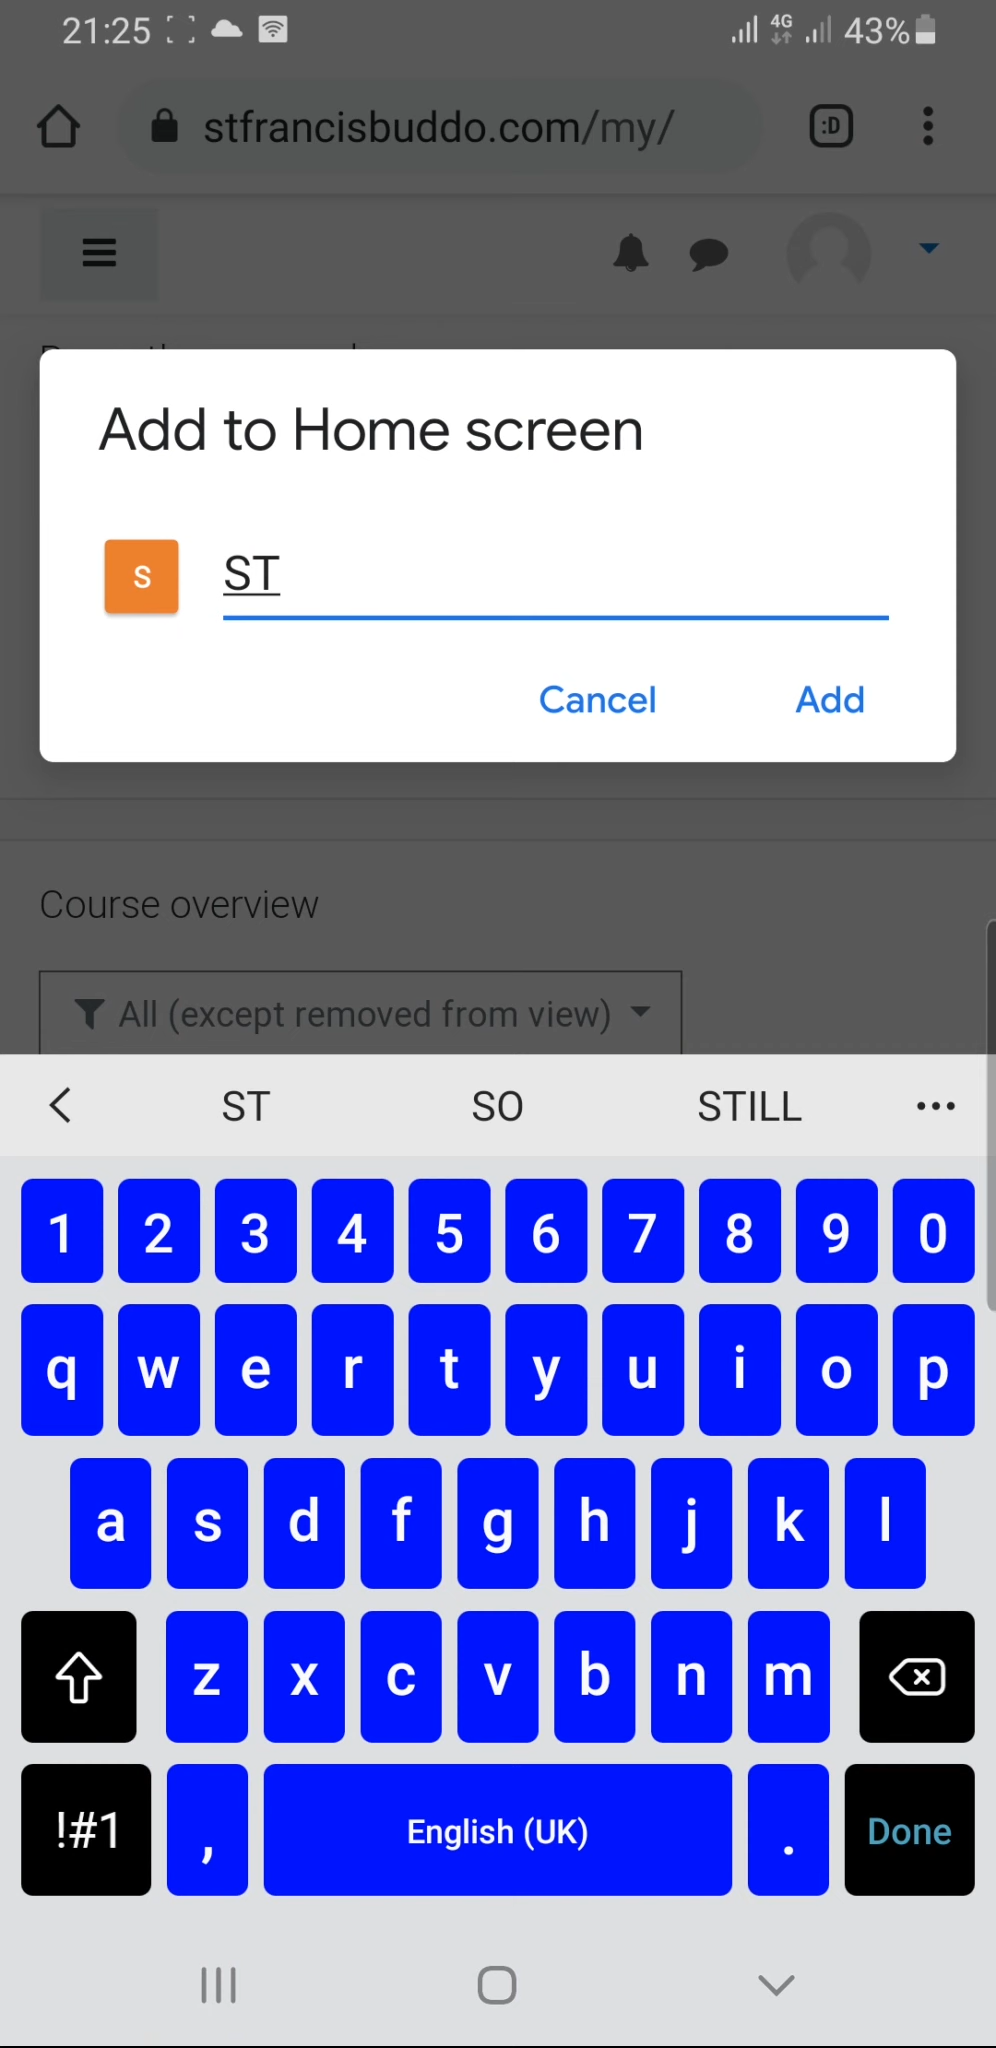 21:25 4G 43%
stfrancisbuddo.com/my/ :D
Add to Home screen
S ST
Cancel Add
Course overview
All (except removed from view)
ST SO STILL ...
1 2 3 4 5 6 7 8 9 0
q w e r t y u i o p
a s d f g h j k l
z x c v b n m
!#1 , English (UK) . Done